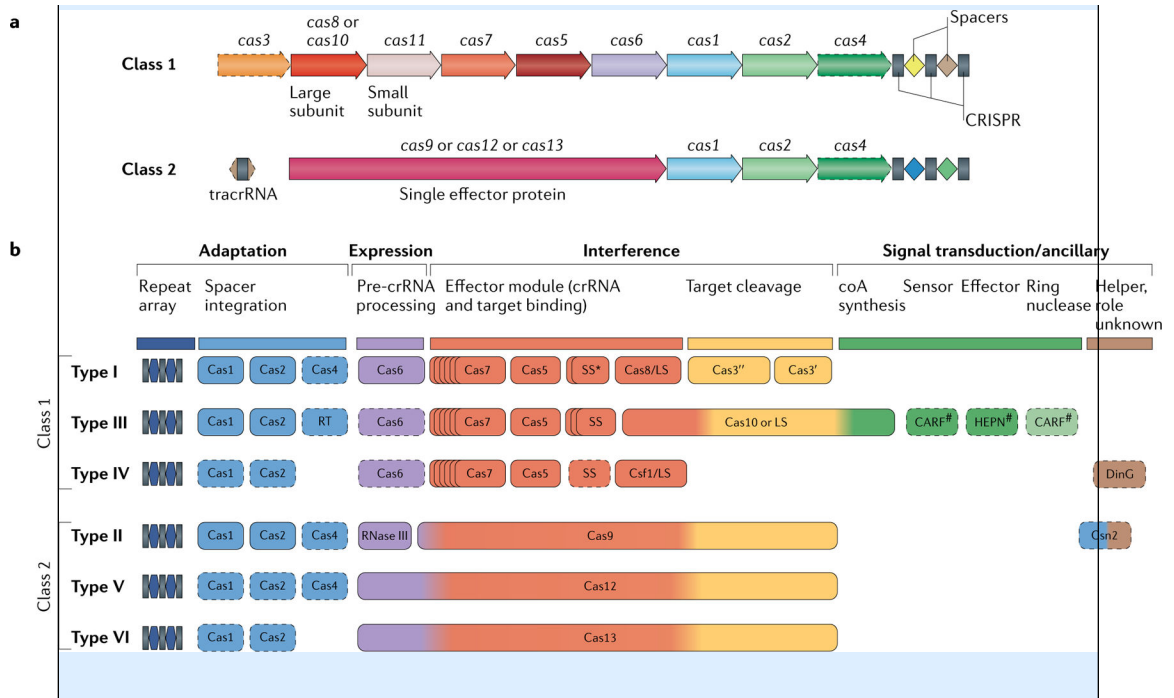 a
Spacers
cas8 or
cas3 cas10 cas11 cas7 cas5 cas6 cas1 cas2 cas4
Class 1
Large subunit
Small subunit
CRISPR
cas9 or cas12 or cas13 cas1 cas2 cas4
Class 2
tracrRNA Single effector protein
b
Adaptation Expression Interference Signal transduction/ancillary
Repeat array
Spacer integration
Pre-crRNA processing
Effector module (crRNA and target binding)
Target cleavage
coA synthesis
Sensor
Effector
Ring nuclease
Helper, role unknown
Class 1
Type I Cas1 Cas2 Cas4 Cas6 Cas7 Cas5 SS* Cas8/LS Cas3′′ Cas3′
Type III Cas1 Cas2 RT Cas6 Cas7 Cas5 SS Cas10 or LS CARF# HEPN# CARF#
Type IV Cas1 Cas2 Cas6 Cas7 Cas5 SS Csf1/LS DinG
Class 2
Type II Cas1 Cas2 Cas4 RNase III Cas9 Csn2
Type V Cas1 Cas2 Cas4 Cas12
Type VI Cas1 Cas2 Cas13